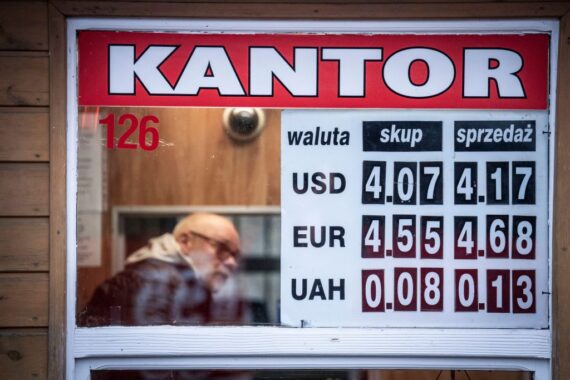 KANTOR
126
waluta skup sprzedaż
USD 4.07 4.17
EUR 4.55 4.68
UAH 0.08 0.13